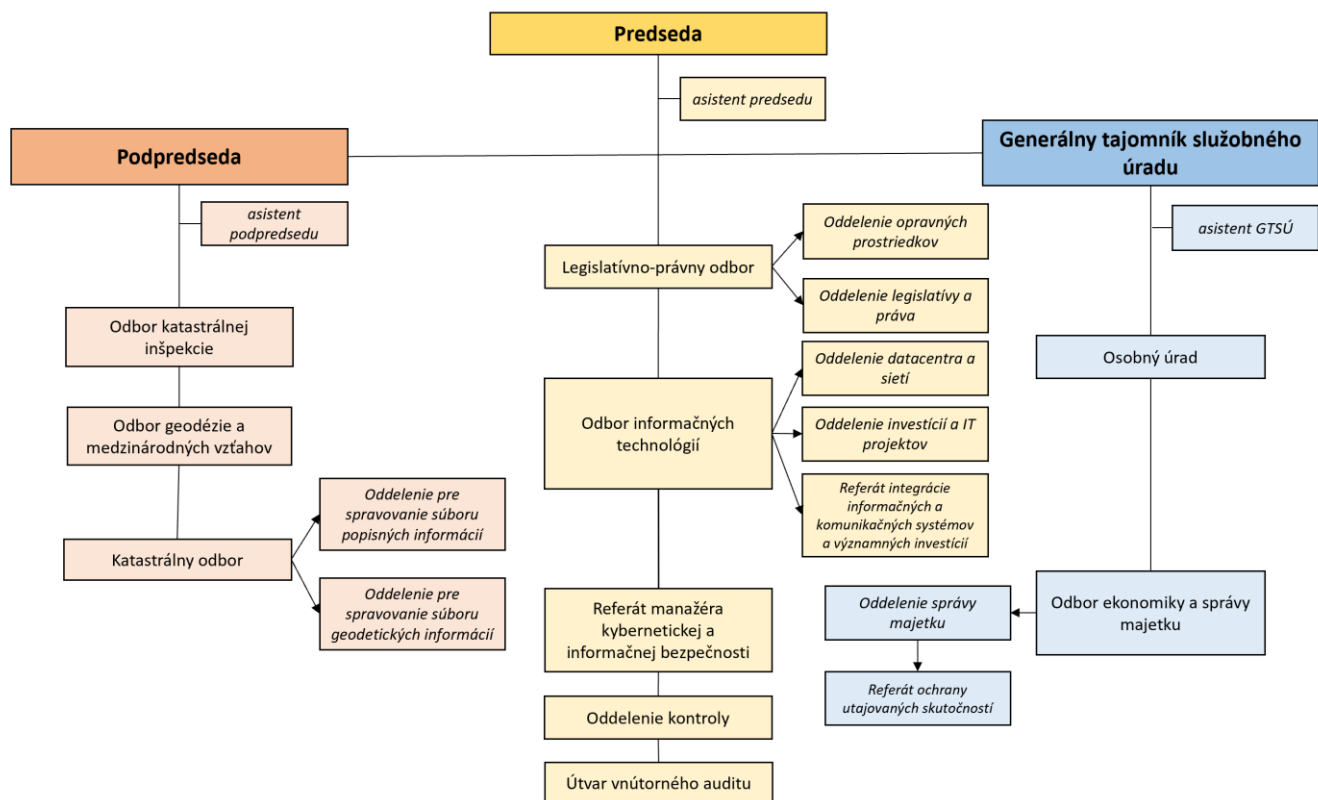 Predseda
asistent predsedu
Podpredseda
Generálny tajomník služobného
úradu
asistent
podpredsedu
asistent GTSÚ
Legislatívno-právny odbor
Oddelenie opravných
prostriedkov
Oddelenie legislatívy a
práva
Odbor katastrálnej
inšpekcie
Odbor geodézie a
medzinárodných vzťahov
Katastrálny odbor
Oddelenie pre
spravovanie súboru
popisných informácií
Oddelenie pre
spravovanie súboru
geodetických informácií
Odbor informačných
technológií
Oddelenie datacentra a
sietí
Oddelenie investícií a IT
projektov
Referát integrácie
informačných a
komunikačných systémov
a významných investícií
Referát manažéra
kybernetickej a
informačnej bezpečnosti
Oddelenie kontroly
Útvar vnútorného auditu
Osobný úrad
Odbor ekonomiky a správy
majetku
Oddelenie správy
majetku
Referát ochrany
utajovaných skutočností